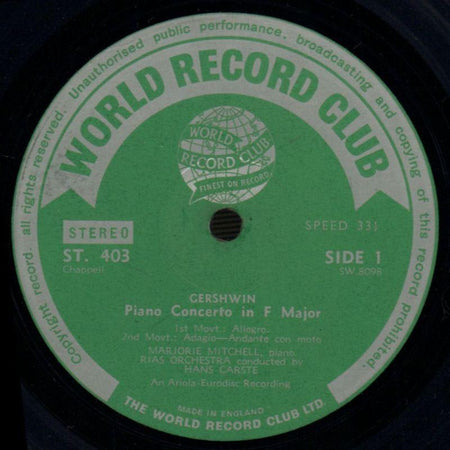 Copyright record. all rights reserved. Unauthorised public performance, broadcasting and copying of this record prohibited.
WORLD RECORD CLUB
WORLD
RECORD CLUB
FINEST ON RECORD
STEREO
SPEED 33⅓
ST. 403
SIDE 1
Chappell
SW.8098
GERSHWIN
Piano Concerto in F Major
1st Movt.: Allegro.
2nd Movt.: Adagio—Andante con moto
MARJORIE MITCHELL, piano.
RIAS ORCHESTRA conducted by
HANS CARSTE
An Ariola-Eurodisc Recording
MADE IN ENGLAND
THE WORLD RECORD CLUB LTD.